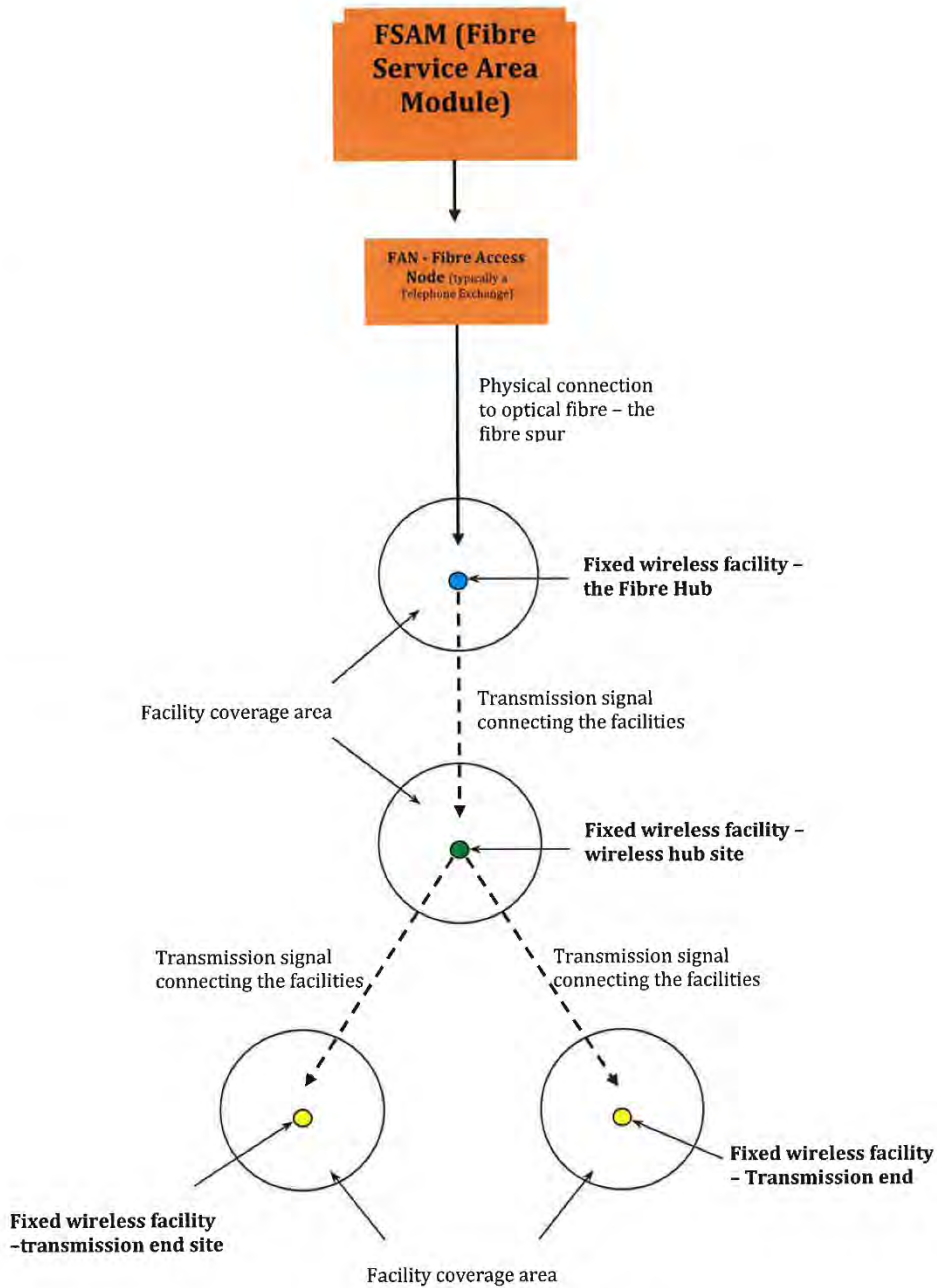 FSAM (Fibre
Service Area
Module)
FAN - Fibre Access
Node (typically a
Telephone Exchange)
Physical connection
to optical fibre – the
fibre spur
Fixed wireless facility –
the Fibre Hub
Transmission signal
connecting the facilities
Facility coverage area
Fixed wireless facility –
wireless hub site
Transmission signal
connecting the facilities
Transmission signal
connecting the facilities
Fixed wireless facility
– Transmission end
Fixed wireless facility
–transmission end site
Facility coverage area